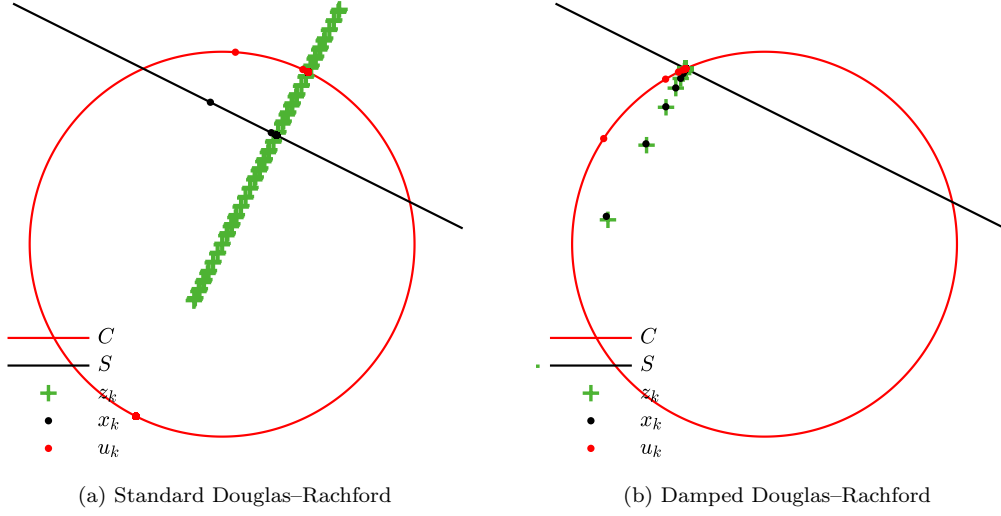 C
S
z_k
x_k
u_k
(a) Standard Douglas–Rachford
C
S
z_k
x_k
u_k
(b) Damped Douglas–Rachford